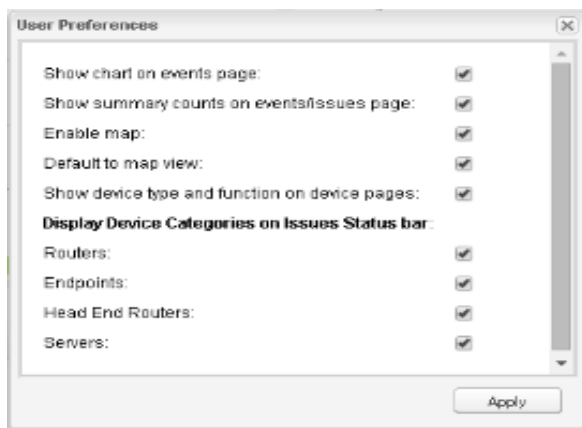 User Preferences
Show chart on events page:
Show summary counts on events/issues page:
Enable map:
Default to map view:
Show device type and function on device pages:
Display Device Categories on Issues Status bar:
Routers:
Endpoints:
Head End Routers:
Servers:
Apply